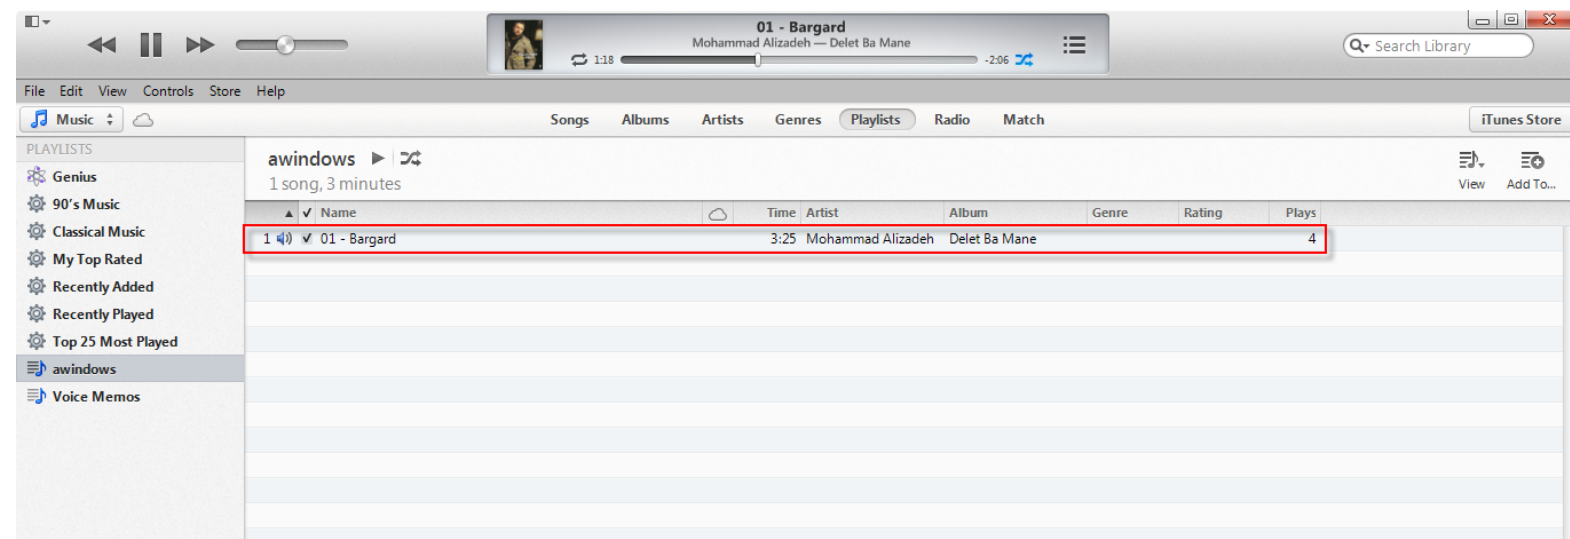 01 - Bargard
Mohammad Alizadeh — Delet Ba Mane
1:18 -2:06
Search Library
File Edit View Controls Store Help
Music Songs Albums Artists Genres Playlists Radio Match iTunes Store
PLAYLISTS
Genius
90's Music
Classical Music
My Top Rated
Recently Added
Recently Played
Top 25 Most Played
awindows
Voice Memos
awindows
1 song, 3 minutes
View Add To...
Name Time Artist Album Genre Rating Plays
1 01 - Bargard 3:25 Mohammad Alizadeh Delet Ba Mane 4